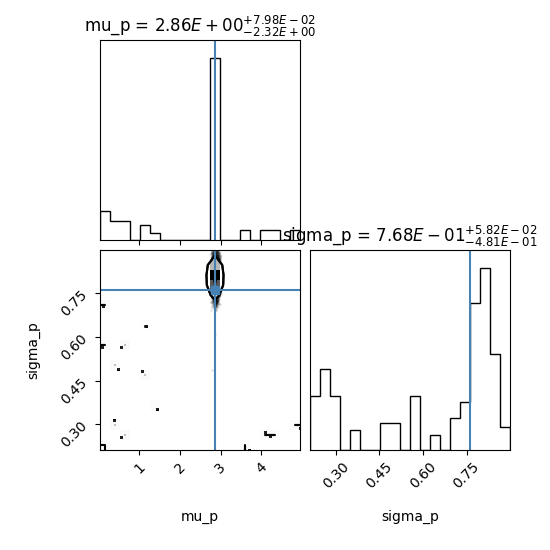 mu_p = 2.86E + 00 +7.98E − 02 −2.32E + 00
sigma_p = 7.68E − 01 +5.82E − 02 −4.81E − 01
sigma_p
0.75
0.60
0.45
0.30
1 2 3 4
0.30 0.45 0.60 0.75
mu_p
sigma_p